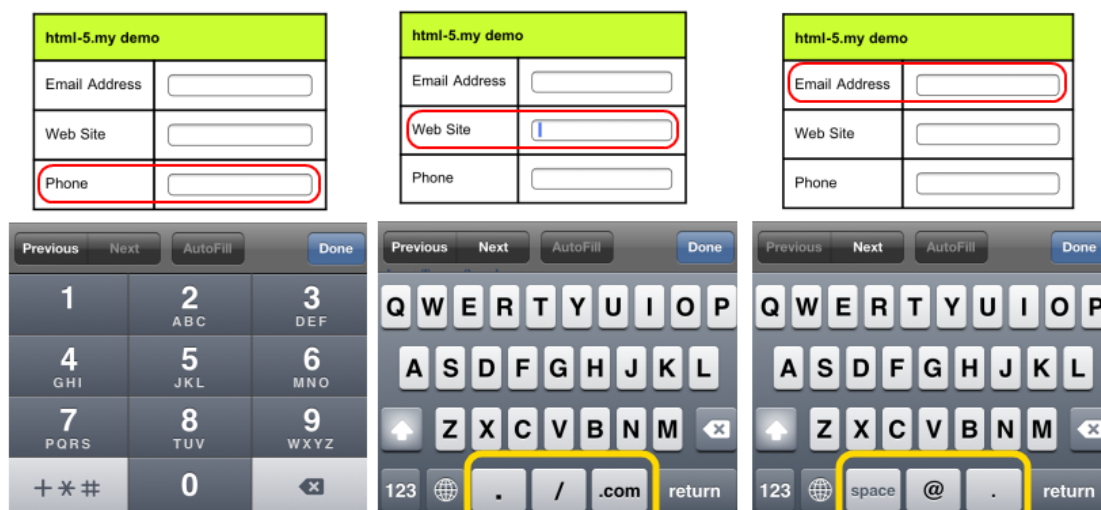 html-5.my demo
Email Address
Web Site
Phone
Previous Next AutoFill Done
1 2 ABC 3 DEF
4 GHI 5 JKL 6 MNO
7 PQRS 8 TUV 9 WXYZ
+*# 0
html-5.my demo
Email Address
Web Site
Phone
Previous Next AutoFill Done
Q W E R T Y U I O P
A S D F G H J K L
Z X C V B N M
123 . / .com return
html-5.my demo
Email Address
Web Site
Phone
Previous Next AutoFill Done
Q W E R T Y U I O P
A S D F G H J K L
Z X C V B N M
123 space @ . return